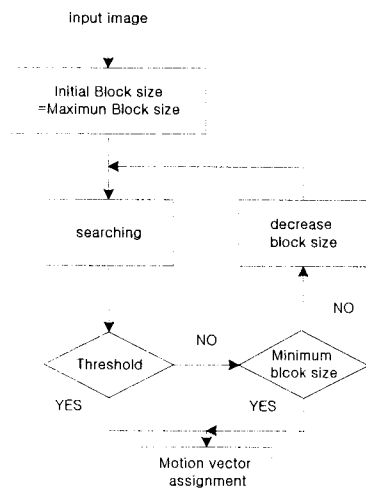 input image
Initial Block size
=Maximun Block size
searching
decrease
block size
NO
NO
Threshold
Minimum
blcok size
YES
YES
Motion vector
assignment